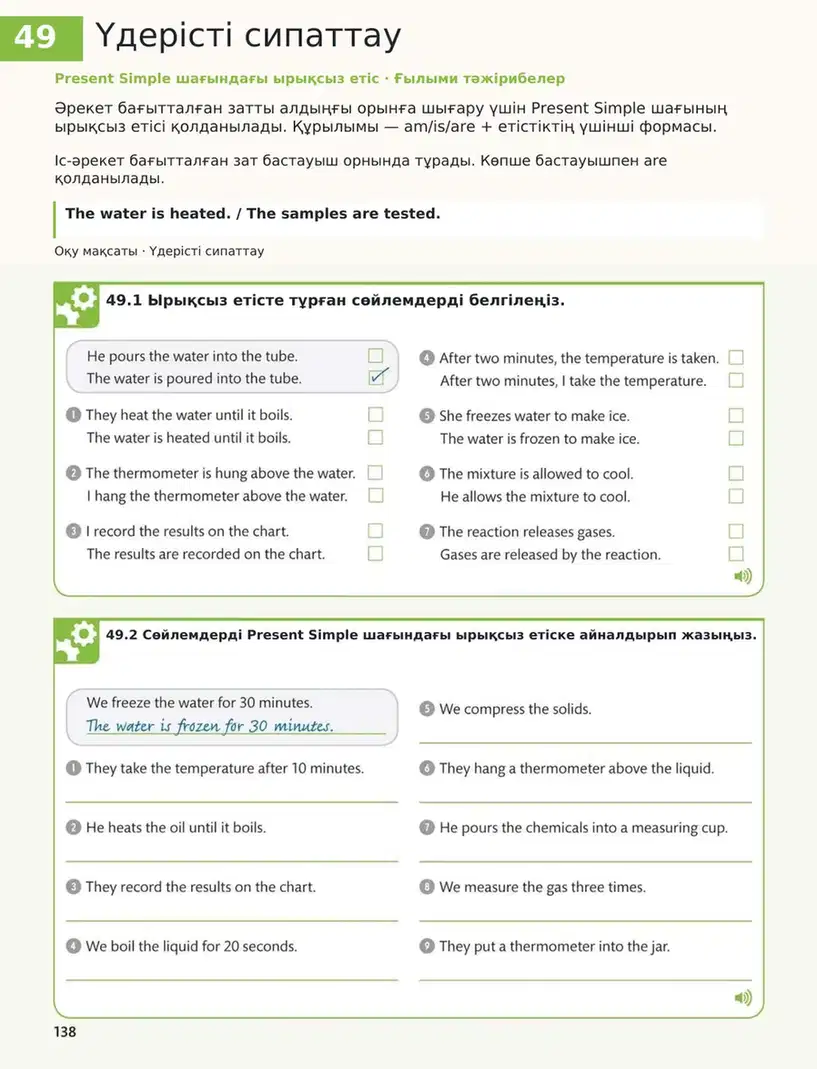 49
Үдерісті сипаттау
Present Simple шағындағы ырықсыз етіс · Ғылыми тәжірибелер
Әрекет бағытталған затты алдыңғы орынға шығару үшін Present Simple шағының
ырықсыз етісі қолданылады. Құрылымы — am/is/are + етістіктің үшінші формасы.
Іс-әрекет бағытталған зат бастауыш орнында тұрады. Көпше бастауышпен are
қолданылады.
The water is heated. / The samples are tested.
Оқу мақсаты · Үдерісті сипаттау
49.1 Ырықсыз етісте тұрған сөйлемдерді белгілеңіз.
He pours the water into the tube.
The water is poured into the tube.
1 They heat the water until it boils.
The water is heated until it boils.
2 The thermometer is hung above the water.
I hang the thermometer above the water.
3 I record the results on the chart.
The results are recorded on the chart.
4 After two minutes, the temperature is taken.
After two minutes, I take the temperature.
5 She freezes water to make ice.
The water is frozen to make ice.
6 The mixture is allowed to cool.
He allows the mixture to cool.
7 The reaction releases gases.
Gases are released by the reaction.
49.2 Сөйлемдерді Present Simple шағындағы ырықсыз етіске айналдырып жазыңыз.
We freeze the water for 30 minutes.
The water is frozen for 30 minutes.
1 They take the temperature after 10 minutes.
2 He heats the oil until it boils.
3 They record the results on the chart.
4 We boil the liquid for 20 seconds.
5 We compress the solids.
6 They hang a thermometer above the liquid.
7 He pours the chemicals into a measuring cup.
8 We measure the gas three times.
9 They put a thermometer into the jar.
138